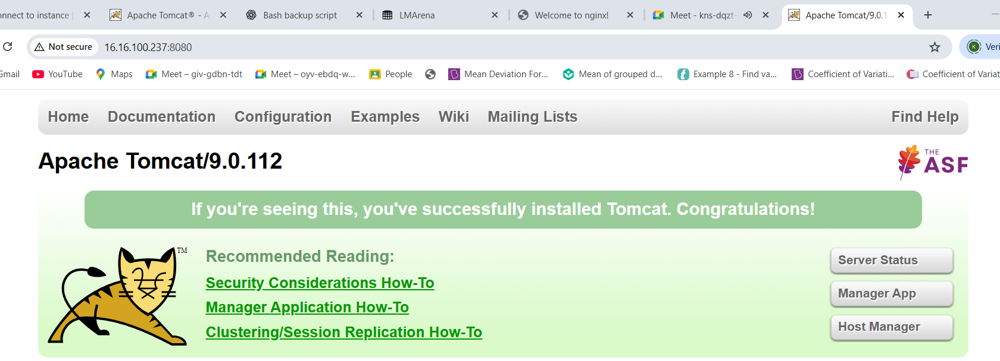 onnect to instance
Apache Tomcat® - A
Bash backup script
LMArena
Welcome to nginx!
Meet - kns-dqzt-
Apache Tomcat/9.0.1
Not secure
16.16.100.237:8080
K
Veri
Gmail
YouTube
Maps
Meet – giv-gdbn-tdt
Meet – oyv-ebdq-w...
People
Mean Deviation For...
Mean of grouped d...
Example 8 - Find va...
Coefficient of Variati...
Coefficient of Variat
Home
Documentation
Configuration
Examples
Wiki
Mailing Lists
Find Help
Apache Tomcat/9.0.112
THE
ASF
If you're seeing this, you've successfully installed Tomcat. Congratulations!
TM
Recommended Reading:
Security Considerations How-To
Manager Application How-To
Clustering/Session Replication How-To
Server Status
Manager App
Host Manager